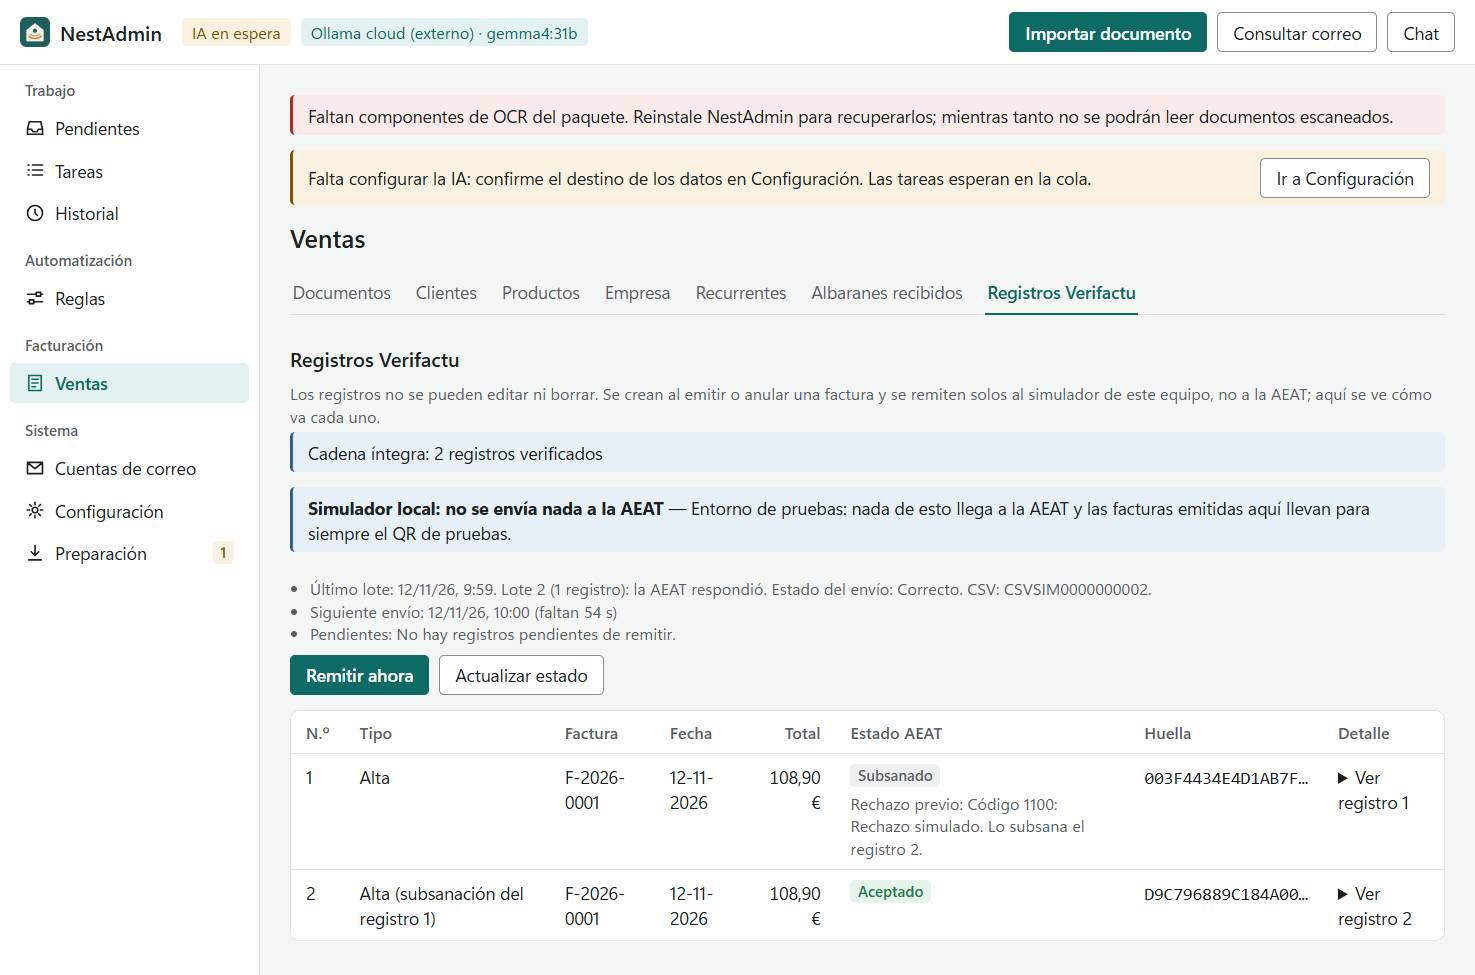 NestAdmin
IA en espera
Ollama cloud (externo) · gemma4:31b
Importar documento
Consultar correo
Chat
Trabajo
Pendientes
Tareas
Historial
Automatización
Reglas
Facturación
Ventas
Sistema
Cuentas de correo
Configuración
Preparación
1
Faltan componentes de OCR del paquete. Reinstale NestAdmin para recuperarlos; mientras tanto no se podrán leer documentos escaneados.
Falta configurar la IA: confirme el destino de los datos en Configuración. Las tareas esperan en la cola.
Ir a Configuración
Ventas
Documentos
Clientes
Productos
Empresa
Recurrentes
Albaranes recibidos
Registros Verifactu
Registros Verifactu
Los registros no se pueden editar ni borrar. Se crean al emitir o anular una factura y se remiten solos al simulador de este equipo, no a la AEAT; aquí se ve cómo
va cada uno.
Cadena íntegra: 2 registros verificados
Simulador local: no se envía nada a la AEAT — Entorno de pruebas: nada de esto llega a la AEAT y las facturas emitidas aquí llevan para
siempre el QR de pruebas.
Último lote: 12/11/26, 9:59. Lote 2 (1 registro): la AEAT respondió. Estado del envío: Correcto. CSV: CSVSIM0000000002.
Siguiente envío: 12/11/26, 10:00 (faltan 54 s)
Pendientes: No hay registros pendientes de remitir.
Remitir ahora
Actualizar estado
N.º Tipo Factura Fecha Total Estado AEAT Huella Detalle
1 Alta F-2026- 12-11- 108,90 Subsanado 003F4434E4D1AB7F… ▶ Ver
0001 2026 € registro 1
Rechazo previo: Código 1100:
Rechazo simulado. Lo subsana el
registro 2.
2 Alta (subsanación del F-2026- 12-11- 108,90 Aceptado D9C796889C184A00… ▶ Ver
registro 1) 0001 2026 € registro 2